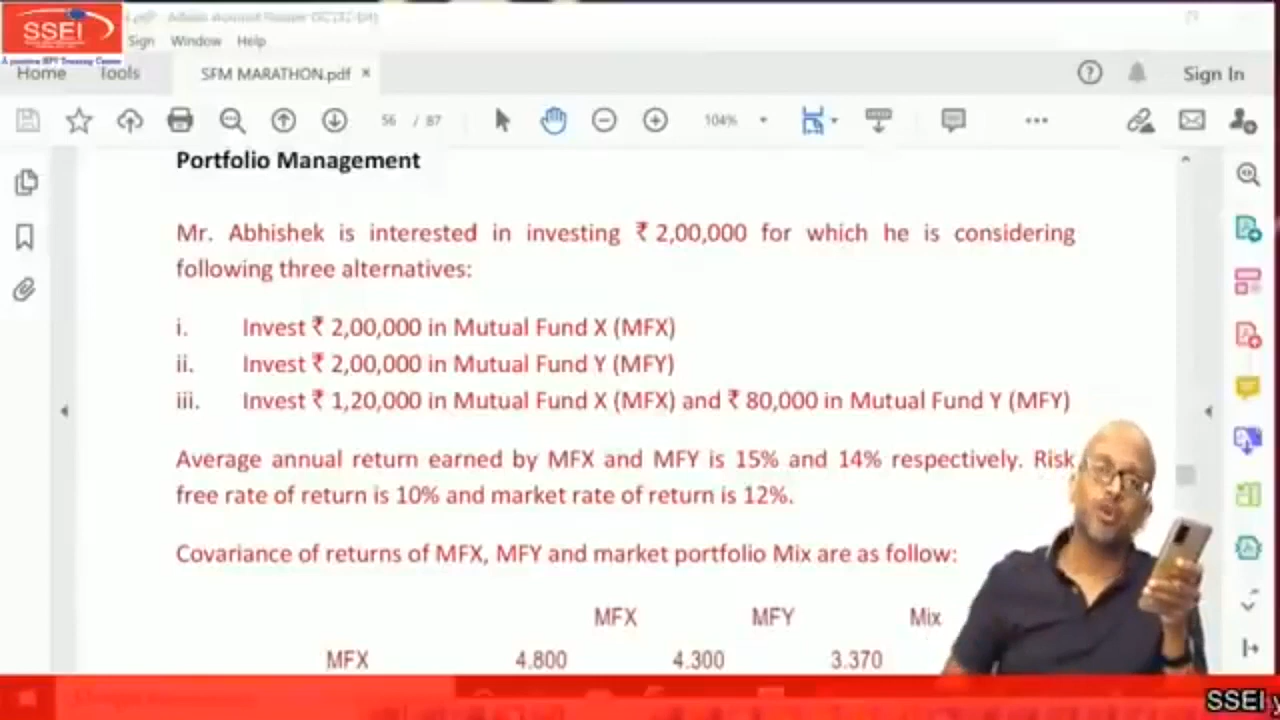 SSEI
Sign Window Help
Home Tools SFM MARATHON.pdf × Sign In
56 / 87 104%
Portfolio Management
Mr. Abhishek is interested in investing ₹ 2,00,000 for which he is considering
following three alternatives:
i. Invest ₹ 2,00,000 in Mutual Fund X (MFX)
ii. Invest ₹ 2,00,000 in Mutual Fund Y (MFY)
iii. Invest ₹ 1,20,000 in Mutual Fund X (MFX) and ₹ 80,000 in Mutual Fund Y (MFY)
Average annual return earned by MFX and MFY is 15% and 14% respectively. Risk
free rate of return is 10% and market rate of return is 12%.
Covariance of returns of MFX, MFY and market portfolio Mix are as follow:
MFX MFY Mix
MFX 4.800 4.300 3.370
SSEI